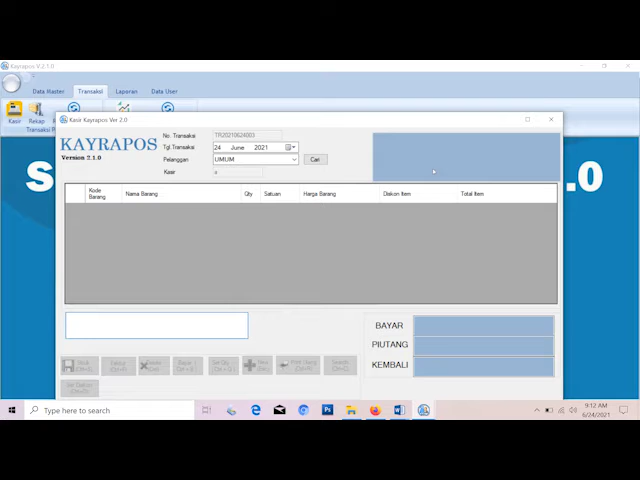 Kayrapos V.2.1.0
Data Master Transaksi Laporan Data User
Kasir Rekap
Transaksi
Kasir Kayrapos Ver 2.0
KAYRAPOS
Version 2.1.0
No. Transaksi TR20210624003
Tgl.Transaksi 24 June 2021
Pelanggan UMUM Cari
Kasir a
S .0
Kode Barang Nama Barang Qty Satuan Harga Barang Diskon Item Total Item
BAYAR
PIUTANG
KEMBALI
Type here to search
9:12 AM
6/24/2021